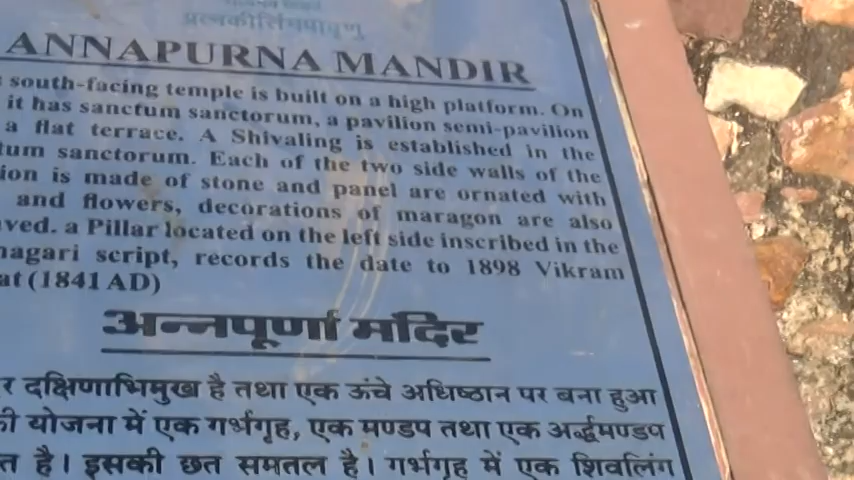 प्रत्नकीर्तिमपावृणु
ANNAPURNA MANDIR
south-facing temple is built on a high platform. On
it has sanctum sanctorum, a pavilion semi-pavilion
a flat terrace. A Shivaling is established in the
tum sanctorum. Each of the two side walls of the
ion is made of stone and panel are ornated with
and flowers, decorations of maragon are also
ved. a Pillar located on the left side inscribed in the
nagari script, records the date to 1898 Vikram
at (1841 AD)
अन्नपूर्णा मंदिर
र दक्षिणाभिमुख है तथा एक ऊंचे अधिष्ठान पर बना हुआ
की योजना में एक गर्भगृह, एक मण्डप तथा एक अर्द्धमण्डप
त है। इसकी छत समतल है। गर्भगृह में एक शिवलिंग